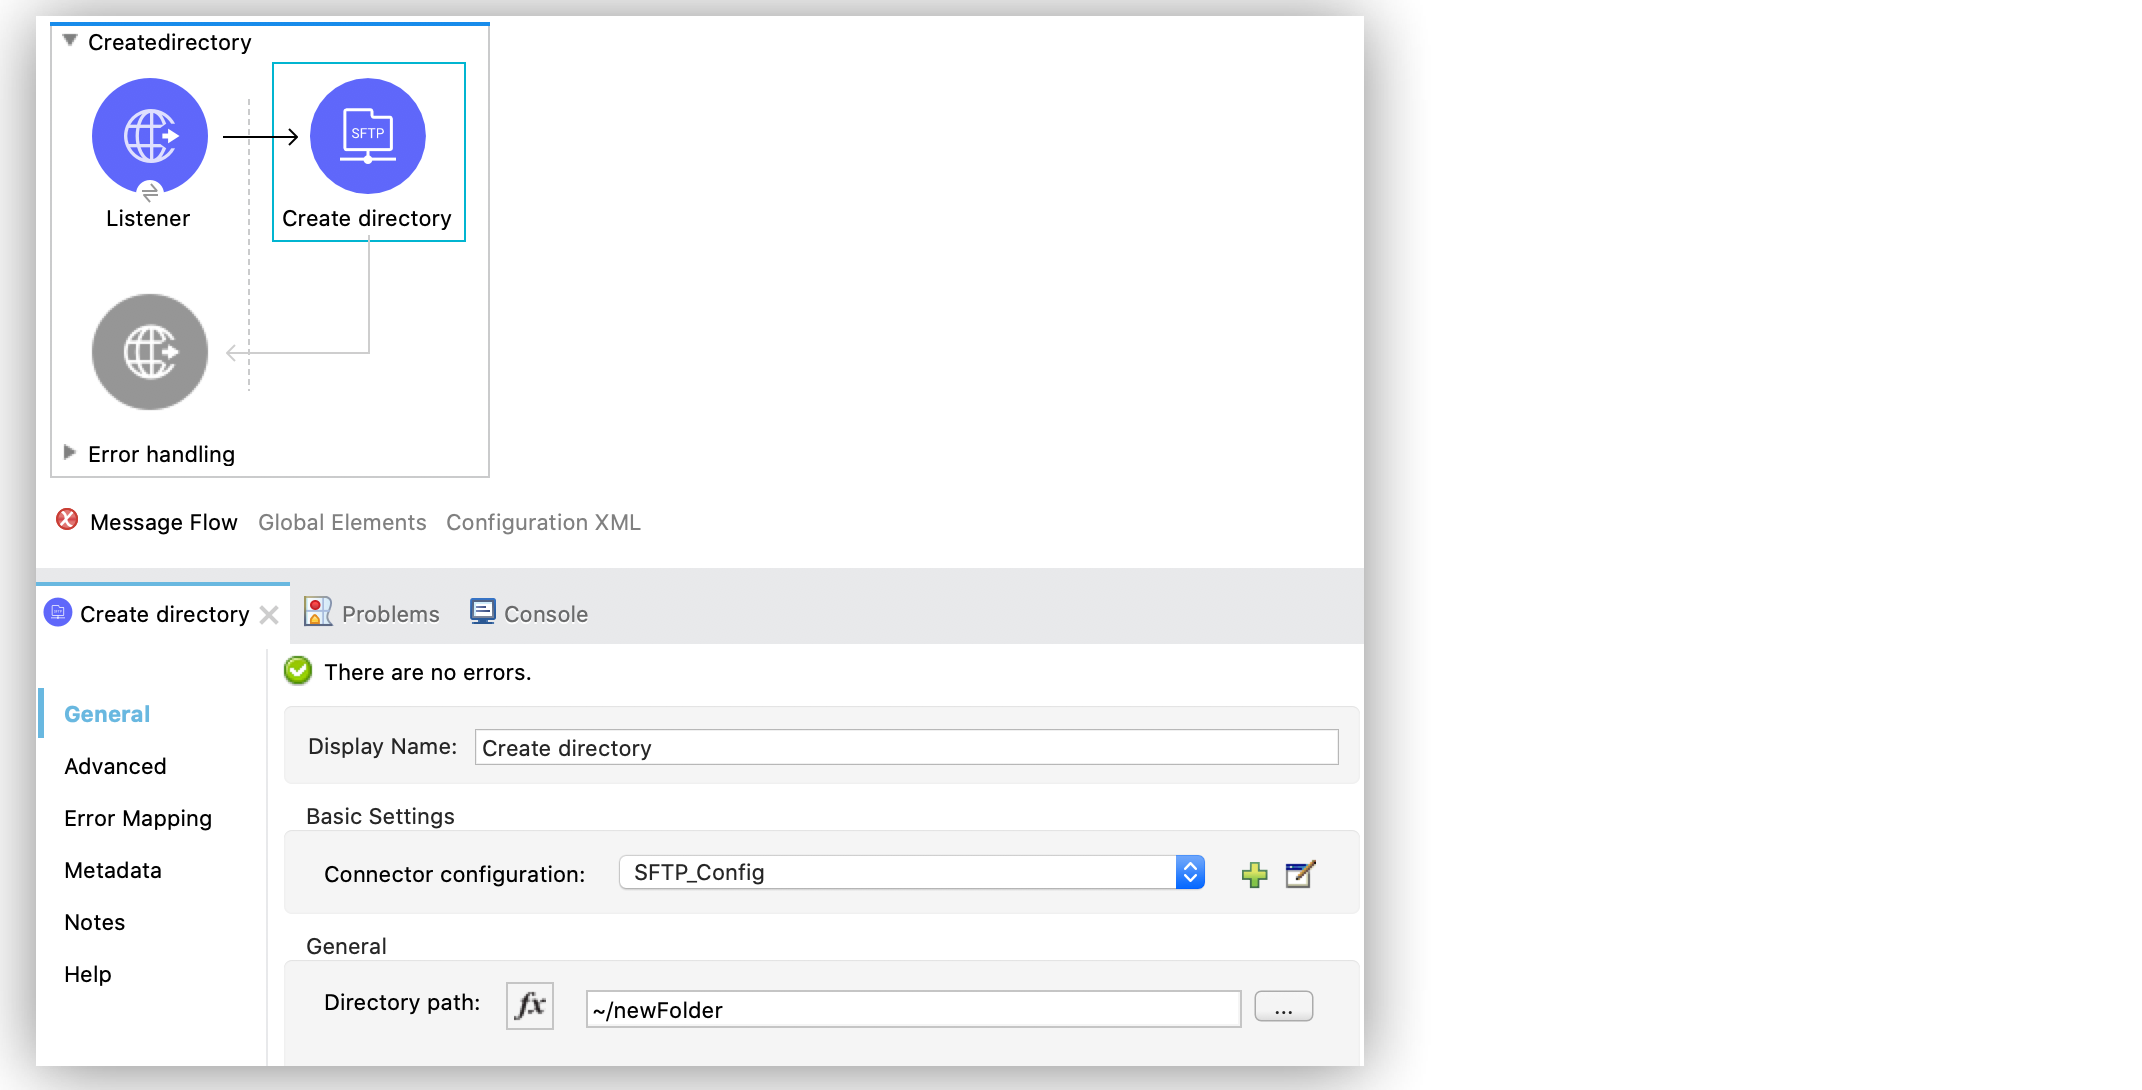 Createdirectory
SFTP
Listener
Create directory
Error handling
Message Flow Global Elements Configuration XML
Create directory Problems Console
There are no errors.
General
Display Name: Create directory
Advanced
Basic Settings
Error Mapping
Connector configuration: SFTP_Config
Metadata
Notes
General
Help
Directory path: fx ~/newFolder ...